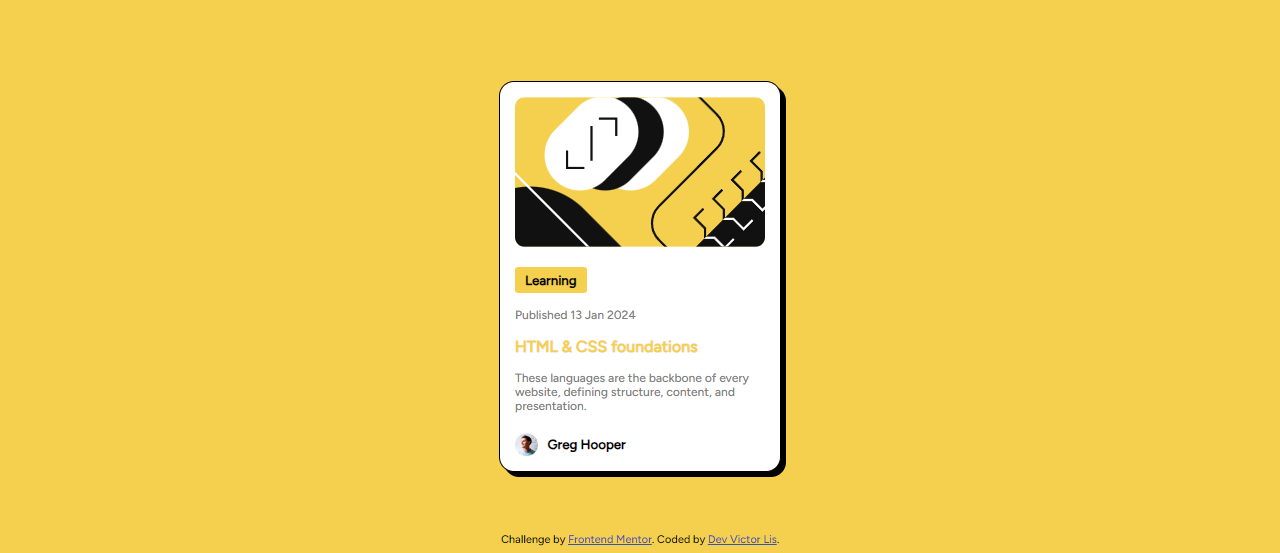 Learning
Published 13 Jan 2024
HTML & CSS foundations
These languages are the backbone of every
website, defining structure, content, and
presentation.
Greg Hooper
Challenge by Frontend Mentor. Coded by Dev Victor Lis.